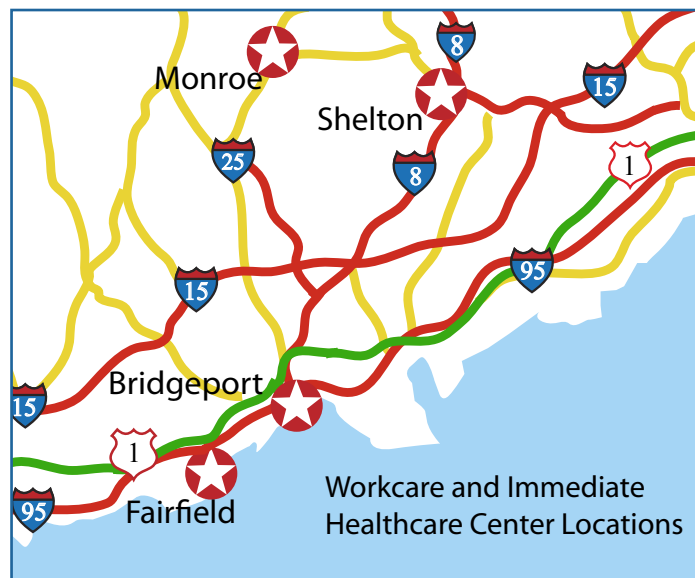 8
15
Monroe
Shelton
25
8
1
15
95
Bridgeport
15
1
95
Fairfield
Workcare and Immediate
Healthcare Center Locations